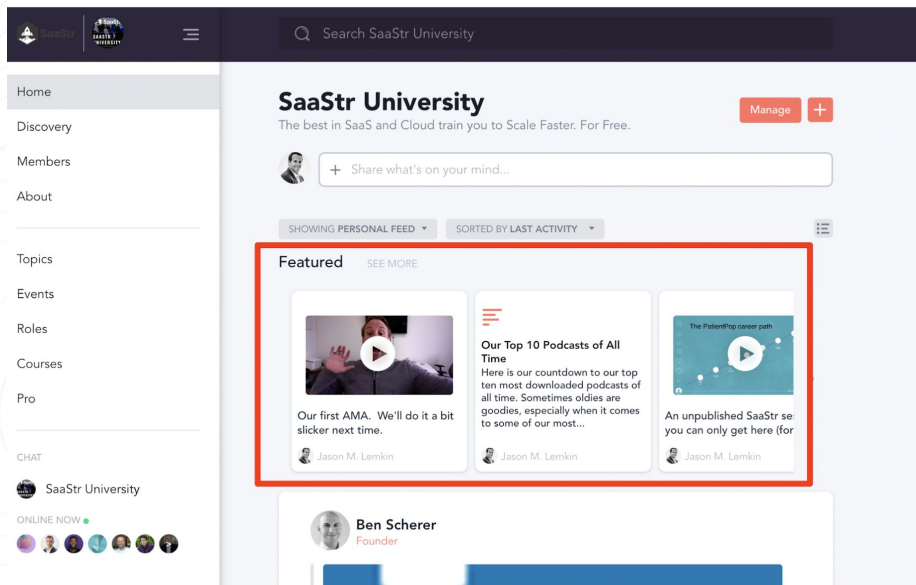 SaaStr
SaaStr
SAASTR
UNIVERSITY
Search SaaStr University
Home
Discovery
Members
About
Topics
Events
Roles
Courses
Pro
CHAT
SaaStr University
ONLINE NOW
SaaStr University
The best in SaaS and Cloud train you to Scale Faster. For Free.
Manage
+
+ Share what's on your mind...
SHOWING PERSONAL FEED
SORTED BY LAST ACTIVITY
Featured
SEE MORE
Our first AMA. We'll do it a bit
slicker next time.
Jason M. Lemkin
Our Top 10 Podcasts of All
Time
Here is our countdown to our top
ten most downloaded podcasts of
all time. Sometimes oldies are
goodies, especially when it comes
to some of our most...
Jason M. Lemkin
The PatientPop career path
An unpublished SaaStr ses
you can only get here (for
Jason M. Lemkin
Ben Scherer
Founder